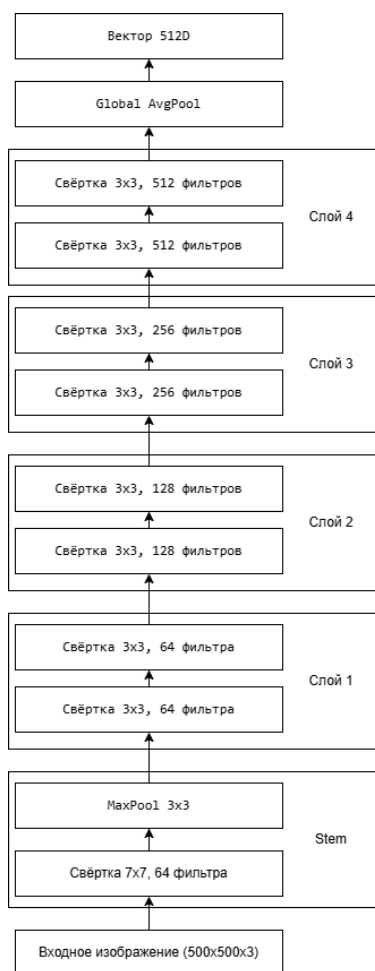 Вектор 512D
Global AvgPool
Свёртка 3x3, 512 фильтров
Слой 4
Свёртка 3x3, 512 фильтров
Свёртка 3x3, 256 фильтров
Слой 3
Свёртка 3x3, 256 фильтров
Свёртка 3x3, 128 фильтров
Слой 2
Свёртка 3x3, 128 фильтров
Свёртка 3x3, 64 фильтра
Слой 1
Свёртка 3x3, 64 фильтра
MaxPool 3x3
Stem
Свёртка 7x7, 64 фильтра
Входное изображение (500x500x3)